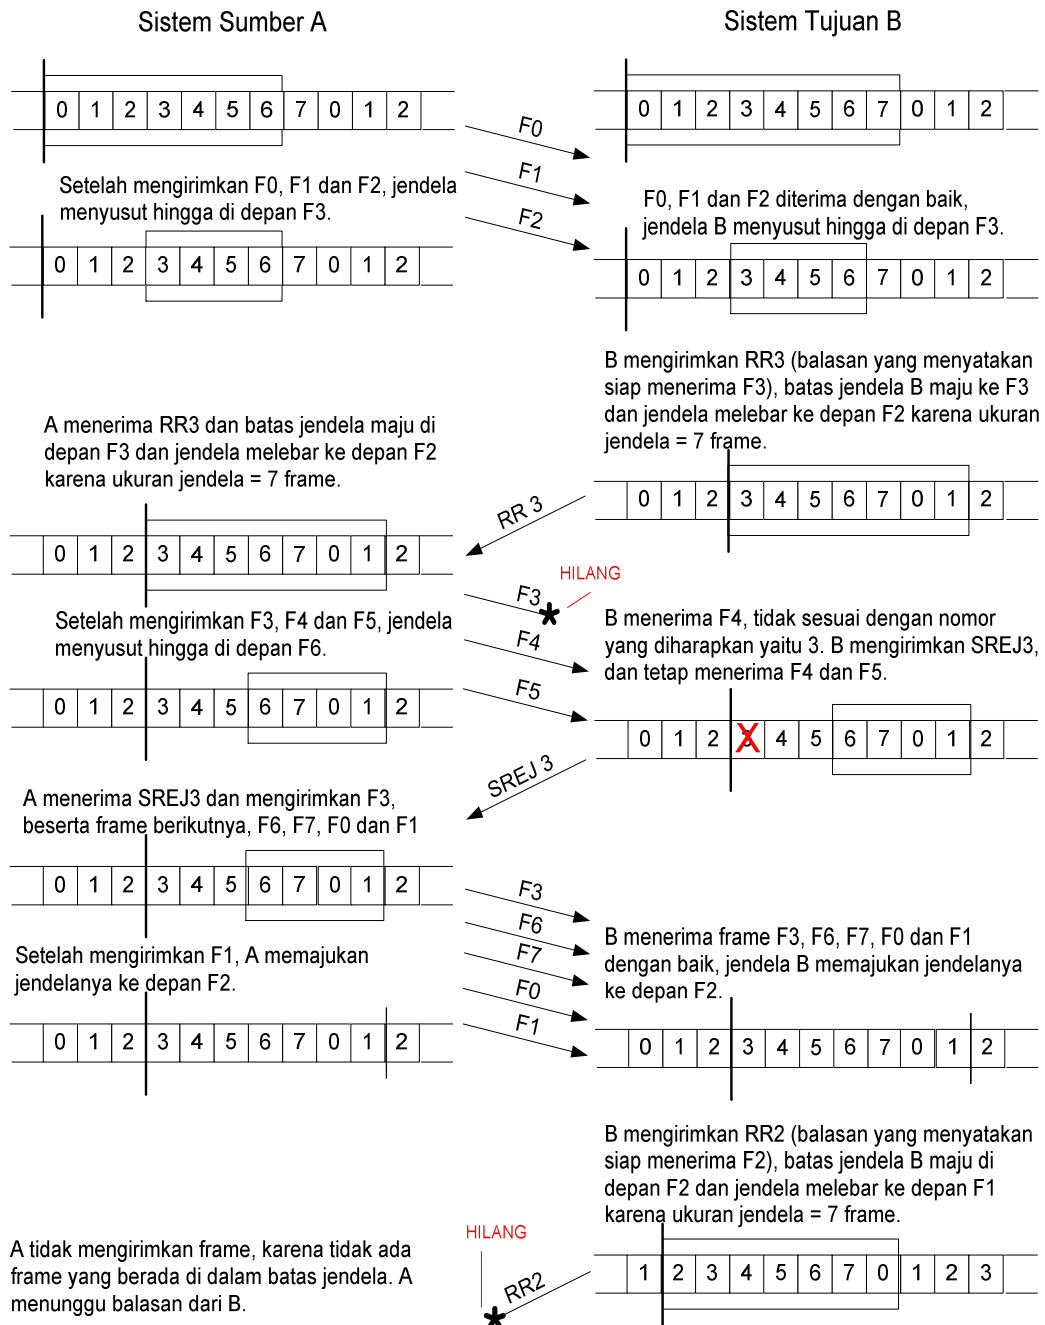 Sistem Sumber A
Sistem Tujuan B
0 1 2 3 4 5 6 7 0 1 2
0 1 2 3 4 5 6 7 0 1 2
F0
F1
F2
Setelah mengirimkan F0, F1 dan F2, jendela
menyusut hingga di depan F3.
0 1 2 3 4 5 6 7 0 1 2
F0, F1 dan F2 diterima dengan baik,
jendela B menyusut hingga di depan F3.
0 1 2 3 4 5 6 7 0 1 2
B mengirimkan RR3 (balasan yang menyatakan
siap menerima F3), batas jendela B maju ke F3
dan jendela melebar ke depan F2 karena ukuran
jendela = 7 frame.
0 1 2 3 4 5 6 7 0 1 2
A menerima RR3 dan batas jendela maju di
depan F3 dan jendela melebar ke depan F2
karena ukuran jendela = 7 frame.
RR 3
0 1 2 3 4 5 6 7 0 1 2
HILANG
F3
F4
F5
Setelah mengirimkan F3, F4 dan F5, jendela
menyusut hingga di depan F6.
0 1 2 3 4 5 6 7 0 1 2
B menerima F4, tidak sesuai dengan nomor
yang diharapkan yaitu 3. B mengirimkan SREJ3,
dan tetap menerima F4 dan F5.
0 1 2 3 4 5 6 7 0 1 2
SREJ 3
A menerima SREJ3 dan mengirimkan F3,
beserta frame berikutnya, F6, F7, F0 dan F1
0 1 2 3 4 5 6 7 0 1 2
F3
F6
F7
F0
F1
Setelah mengirimkan F1, A memajukan
jendelanya ke depan F2.
0 1 2 3 4 5 6 7 0 1 2
B menerima frame F3, F6, F7, F0 dan F1
dengan baik, jendela B memajukan jendelanya
ke depan F2.
0 1 2 3 4 5 6 7 0 1 2
B mengirimkan RR2 (balasan yang menyatakan
siap menerima F2), batas jendela B maju di
depan F2 dan jendela melebar ke depan F1
karena ukuran jendela = 7 frame.
1 2 3 4 5 6 7 0 1 2 3
HILANG
RR2
A tidak mengirimkan frame, karena tidak ada
frame yang berada di dalam batas jendela. A
menunggu balasan dari B.